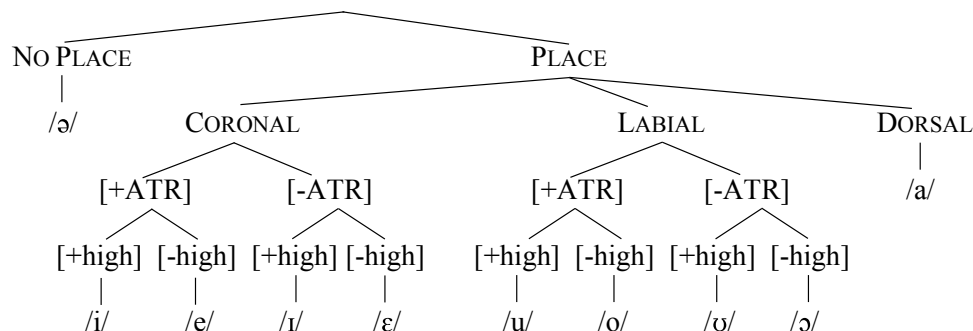 NO PLACE PLACE
/ə/ CORONAL LABIAL DORSAL
[+ATR] [-ATR] [+ATR] [-ATR] /a/
[+high] [-high] [+high] [-high] [+high] [-high] [+high] [-high]
/i/ /e/ /ɪ/ /ɛ/ /u/ /o/ /ʊ/ /ɔ/